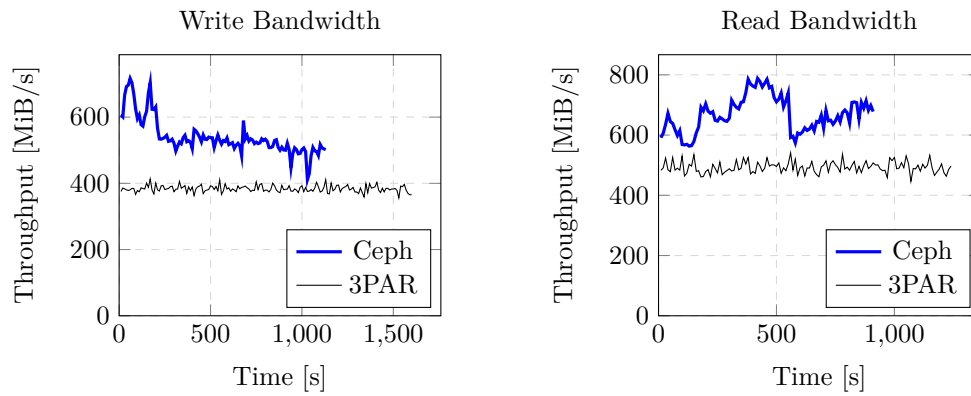 Write Bandwidth
Throughput [MiB/s]
600
400
200
0
0 500 1,000 1,500
Time [s]
Ceph
3PAR
Read Bandwidth
Throughput [MiB/s]
800
600
400
200
0
0 500 1,000
Time [s]
Ceph
3PAR